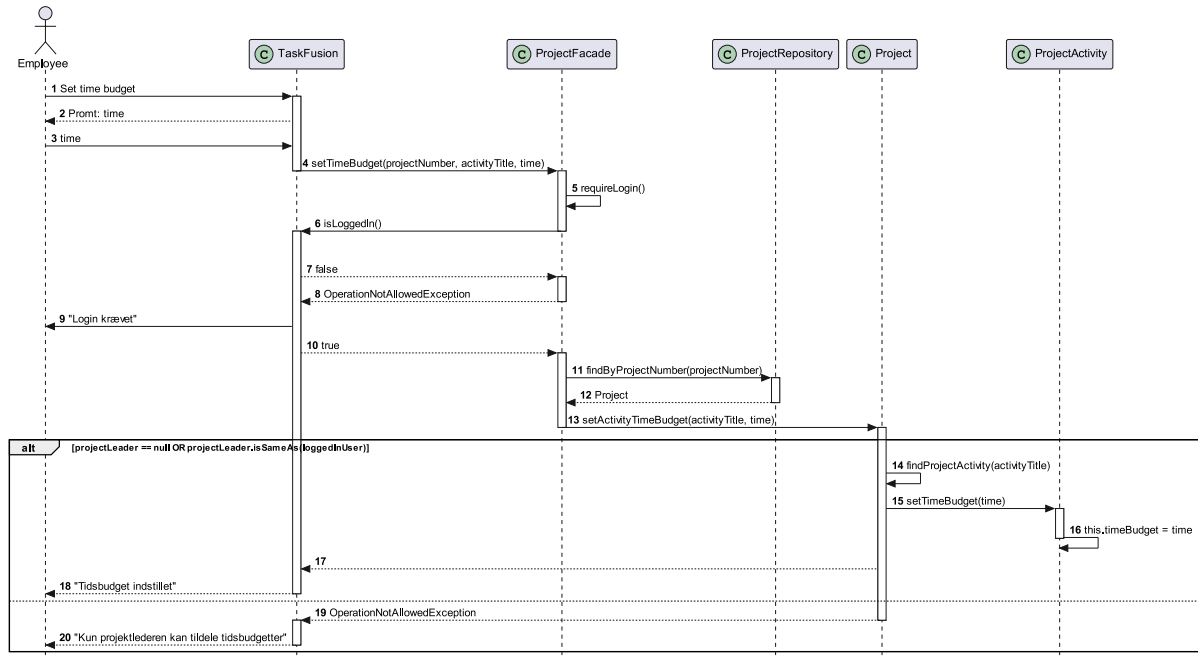 Employee
C TaskFusion
C ProjectFacade
C ProjectRepository
C Project
C ProjectActivity
1 Set time budget
2 Promt: time
3 time
4 setTimeBudget(projectNumber, activityTitle, time)
5 requireLogin()
6 isLoggedIn()
7 false
8 OperationNotAllowedException
9 "Login krævet"
10 true
11 findByProjectNumber(projectNumber)
12 Project
13 setActivityTimeBudget(activityTitle, time)
alt [projectLeader == null OR projectLeader.isSameAs(loggedInUser)]
14 findProjectActivity(activityTitle)
15 setTimeBudget(time)
16 this.timeBudget = time
17
18 "Tidsbudget indstillet"
19 OperationNotAllowedException
20 "Kun projektlederen kan tildele tidsbudgetter"